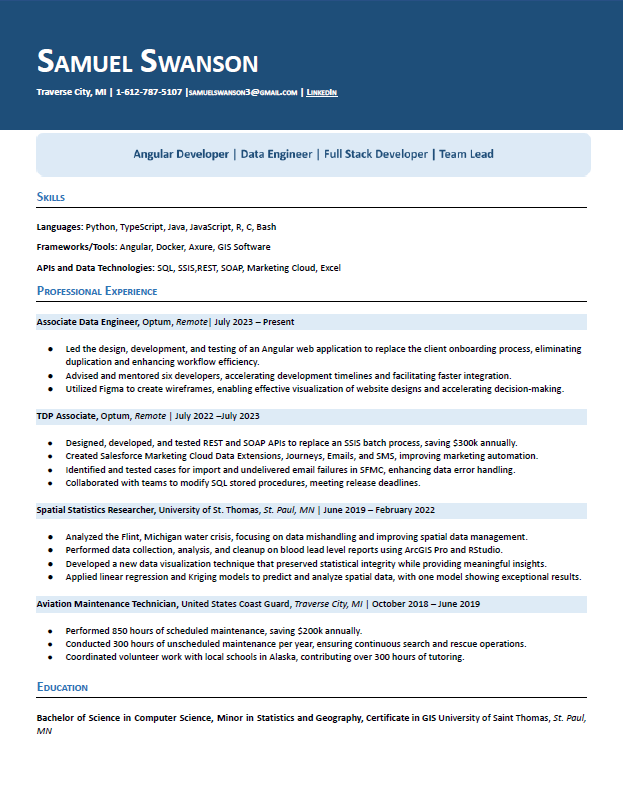 Samuel Swanson
Traverse City, MI | 1-612-787-5107 |samuelswanson3@gmail.com | LinkedIn
Angular Developer | Data Engineer | Full Stack Developer | Team Lead
Skills
Languages: Python, TypeScript, Java, JavaScript, R, C, Bash
Frameworks/Tools: Angular, Docker, Axure, GIS Software
APIs and Data Technologies: SQL, SSIS,REST, SOAP, Marketing Cloud, Excel
Professional Experience
Associate Data Engineer, Optum, Remote| July 2023 – Present
● Led the design, development, and testing of an Angular web application to replace the client onboarding process, eliminating
duplication and enhancing workflow efficiency.
● Advised and mentored six developers, accelerating development timelines and facilitating faster integration.
● Utilized Figma to create wireframes, enabling effective visualization of website designs and accelerating decision-making.
TDP Associate, Optum, Remote | July 2022 –July 2023
● Designed, developed, and tested REST and SOAP APIs to replace an SSIS batch process, saving $300k annually.
● Created Salesforce Marketing Cloud Data Extensions, Journeys, Emails, and SMS, improving marketing automation.
● Identified and tested cases for import and undelivered email failures in SFMC, enhancing data error handling.
● Collaborated with teams to modify SQL stored procedures, meeting release deadlines.
Spatial Statistics Researcher, University of St. Thomas, St. Paul, MN | June 2019 – February 2022
● Analyzed the Flint, Michigan water crisis, focusing on data mishandling and improving spatial data management.
● Performed data collection, analysis, and cleanup on blood lead level reports using ArcGIS Pro and RStudio.
● Developed a new data visualization technique that preserved statistical integrity while providing meaningful insights.
● Applied linear regression and Kriging models to predict and analyze spatial data, with one model showing exceptional results.
Aviation Maintenance Technician, United States Coast Guard, Traverse City, MI | October 2018 – June 2019
● Performed 850 hours of scheduled maintenance, saving $200k annually.
● Conducted 300 hours of unscheduled maintenance per year, ensuring continuous search and rescue operations.
● Coordinated volunteer work with local schools in Alaska, contributing over 300 hours of tutoring.
Education
Bachelor of Science in Computer Science, Minor in Statistics and Geography, Certificate in GIS University of Saint Thomas, St. Paul,
MN